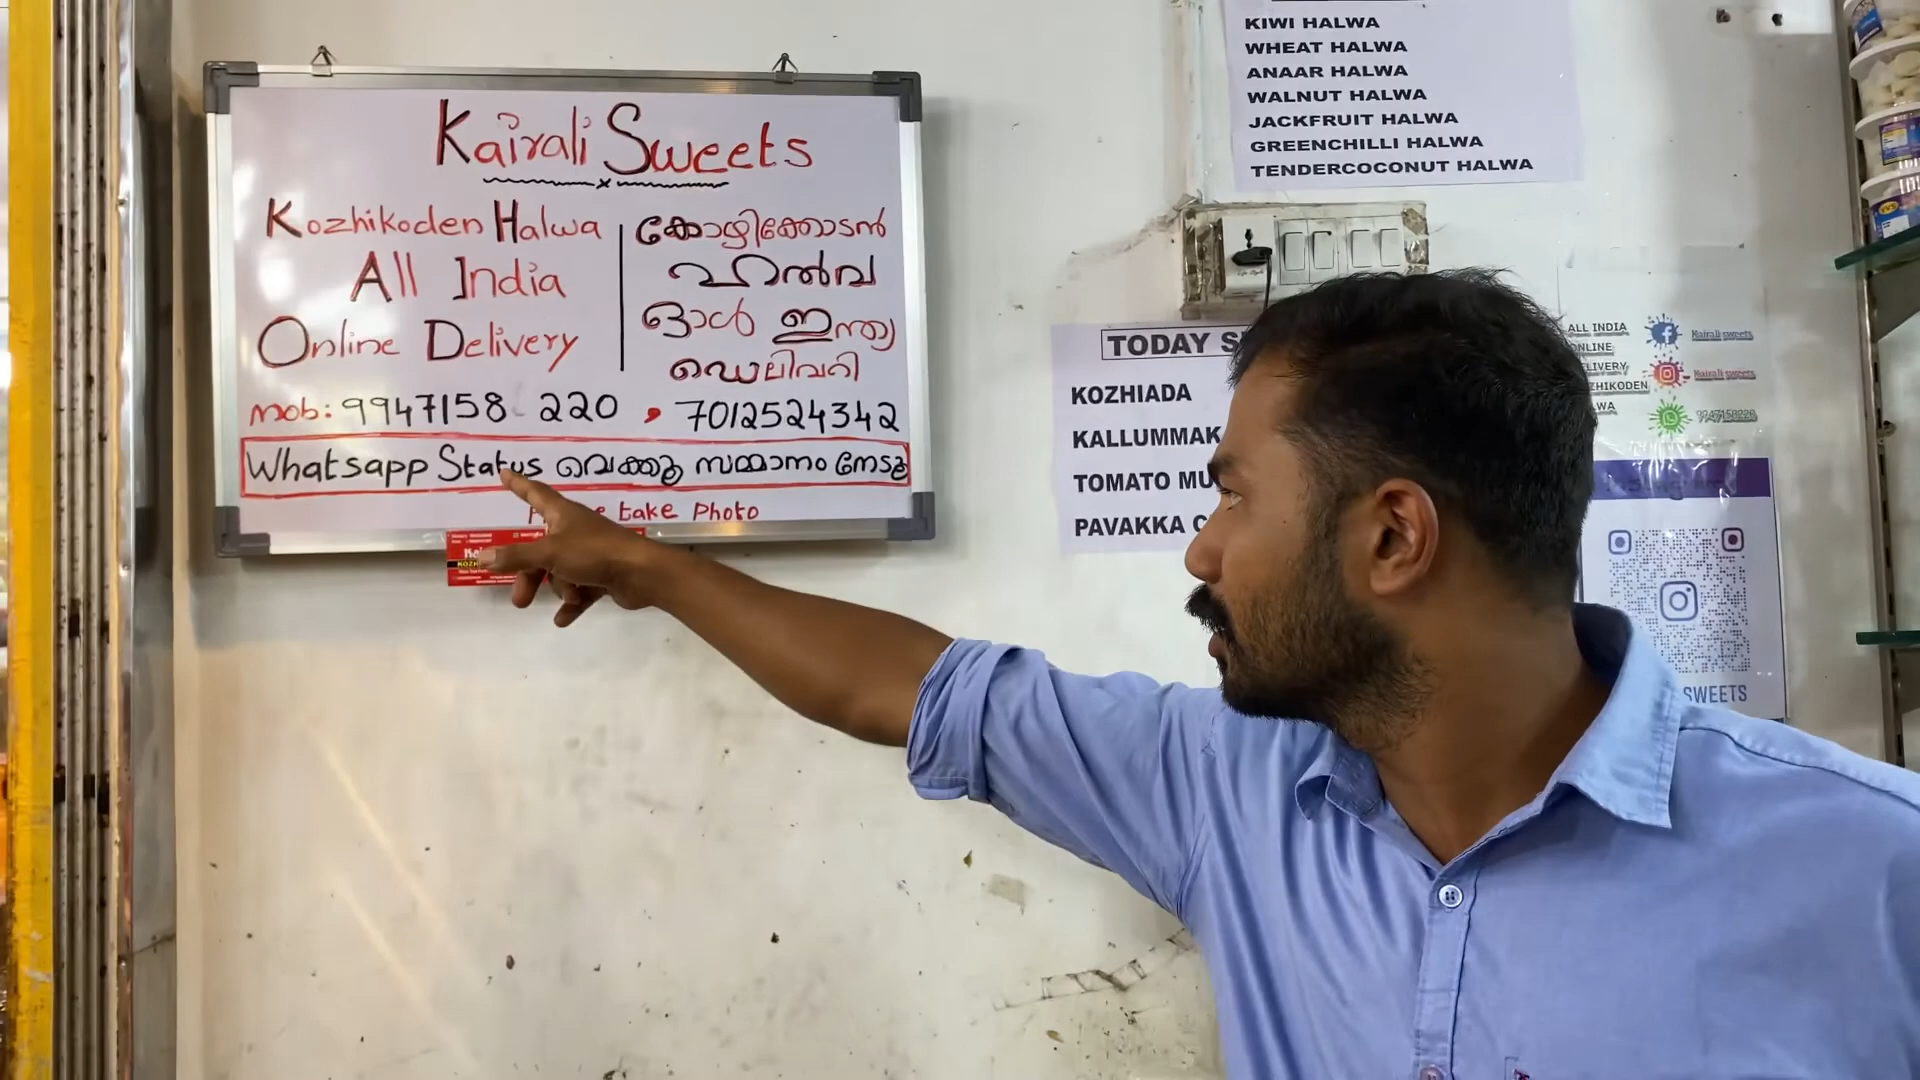 Kairali Sweets
Kozhikoden Halwa
All India
Online Delivery
കോഴിക്കോടൻ
ഹൽവ
ഓൾ ഇന്ത്യ
ഡെലിവറി
mob: 9947158 220 , 7012524342
Whatsapp Status വെക്കൂ സമ്മാനം നേടൂ
take Photo
KIWI HALWA
WHEAT HALWA
ANAAR HALWA
WALNUT HALWA
JACKFRUIT HALWA
GREENCHILLI HALWA
TENDERCOCONUT HALWA
TODAY
KOZHIADA
KALLUMMAK
TOMATO
PAVAKKA
ALL INDIA
ONLINE
Kairali sweets
Kairali sweets
9947158220
SWEETS